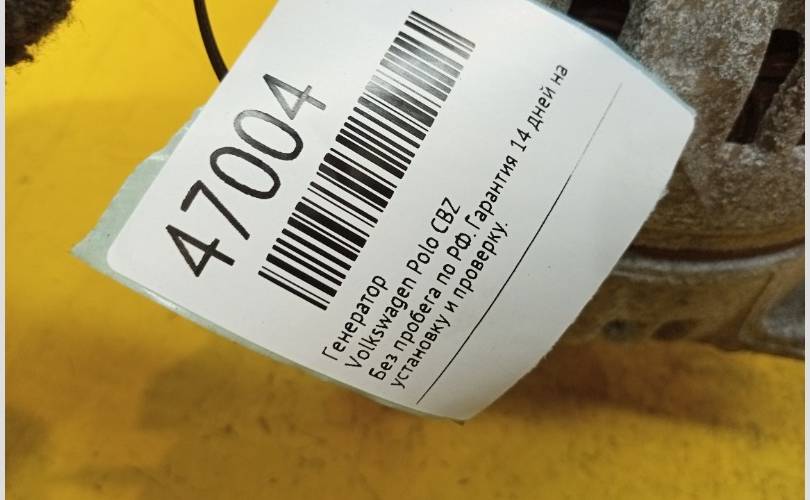 47004
Генератор
Volkswagen Polo CBZ
Без пробега по РФ. Гарантия 14 дней на
установку и проверку.